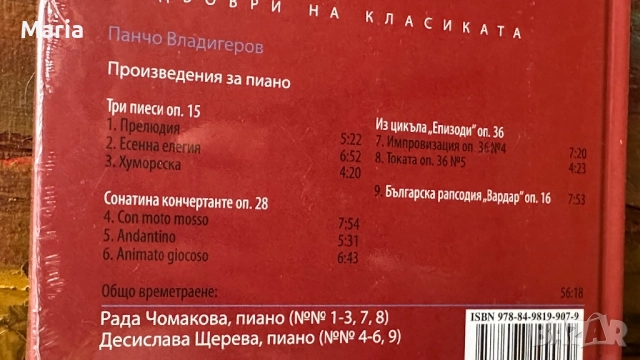 Maria
ДЬОВРИ НА КЛАСИКАТА
Панчо Владигеров
Произведения за пиано
Три пиеси оп. 15
1. Прелюдия 5:22
2. Есенна елегия 6:52
3. Хумореска 4:20
Сонатина кончертанте оп. 28
4. Con moto mosso 7:54
5. Andantino 5:31
6. Animato giocoso 6:43
Из цикъла „Епизоди" оп. 36
7. Импровизация оп. 36 №4 7:20
8. Токата оп. 36 №5 4:23
9. Българска рапсодия „Вардар" оп. 16 7:53
Общо времетраене: 56:18
Рада Чомакова, пиано (№№ 1-3, 7, 8)
Десислава Щерева, пиано (№№ 4-6, 9)
ISBN 978-84-9819-907-9